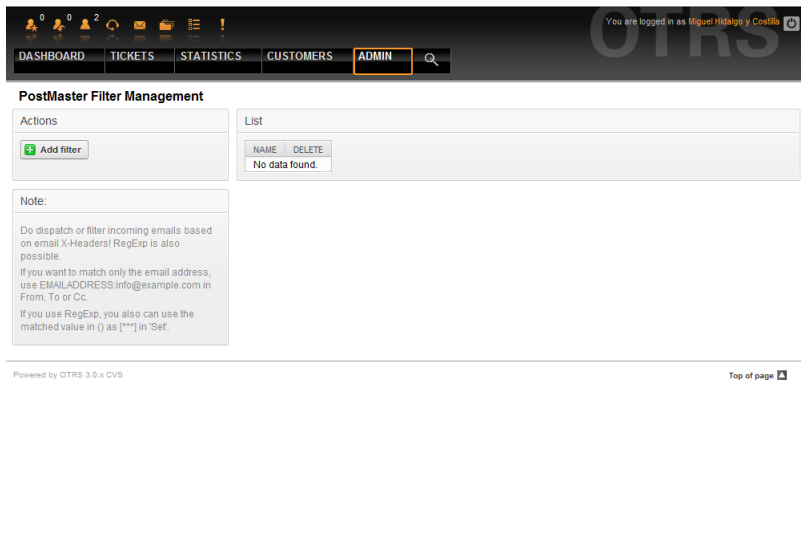 0 0 2
OTRS
You are logged in as Miguel Hidalgo y Costilla
DASHBOARD TICKETS STATISTICS CUSTOMERS ADMIN
PostMaster Filter Management
Actions
Add filter
List
NAME DELETE
No data found.
Note:
Do dispatch or filter incoming emails based
on email X-Headers! RegExp is also
possible.
If you want to match only the email address,
use EMAILADDRESS:info@example.com in
From, To or Cc.
If you use RegExp, you also can use the
matched value in () as [***] in 'Set'.
Powered by OTRS 3.0.x CVS
Top of page